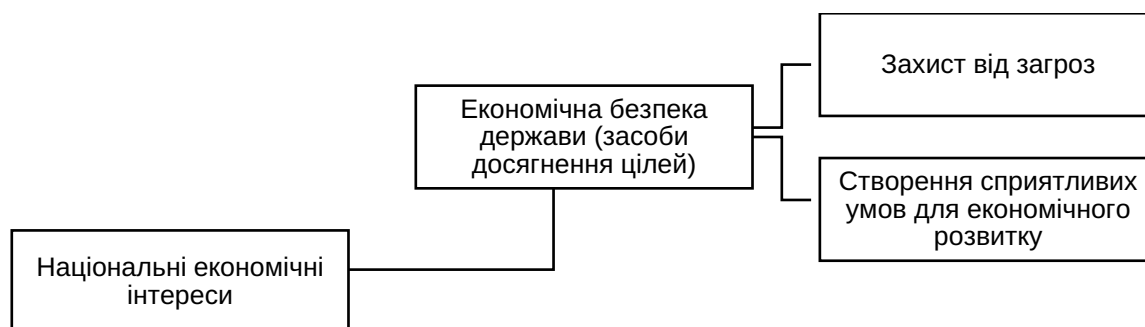 Захист від загроз
Економічна безпека
держави (засоби
досягнення цілей)
Створення сприятливих
умов для економічного
розвитку
Національні економічні
інтереси